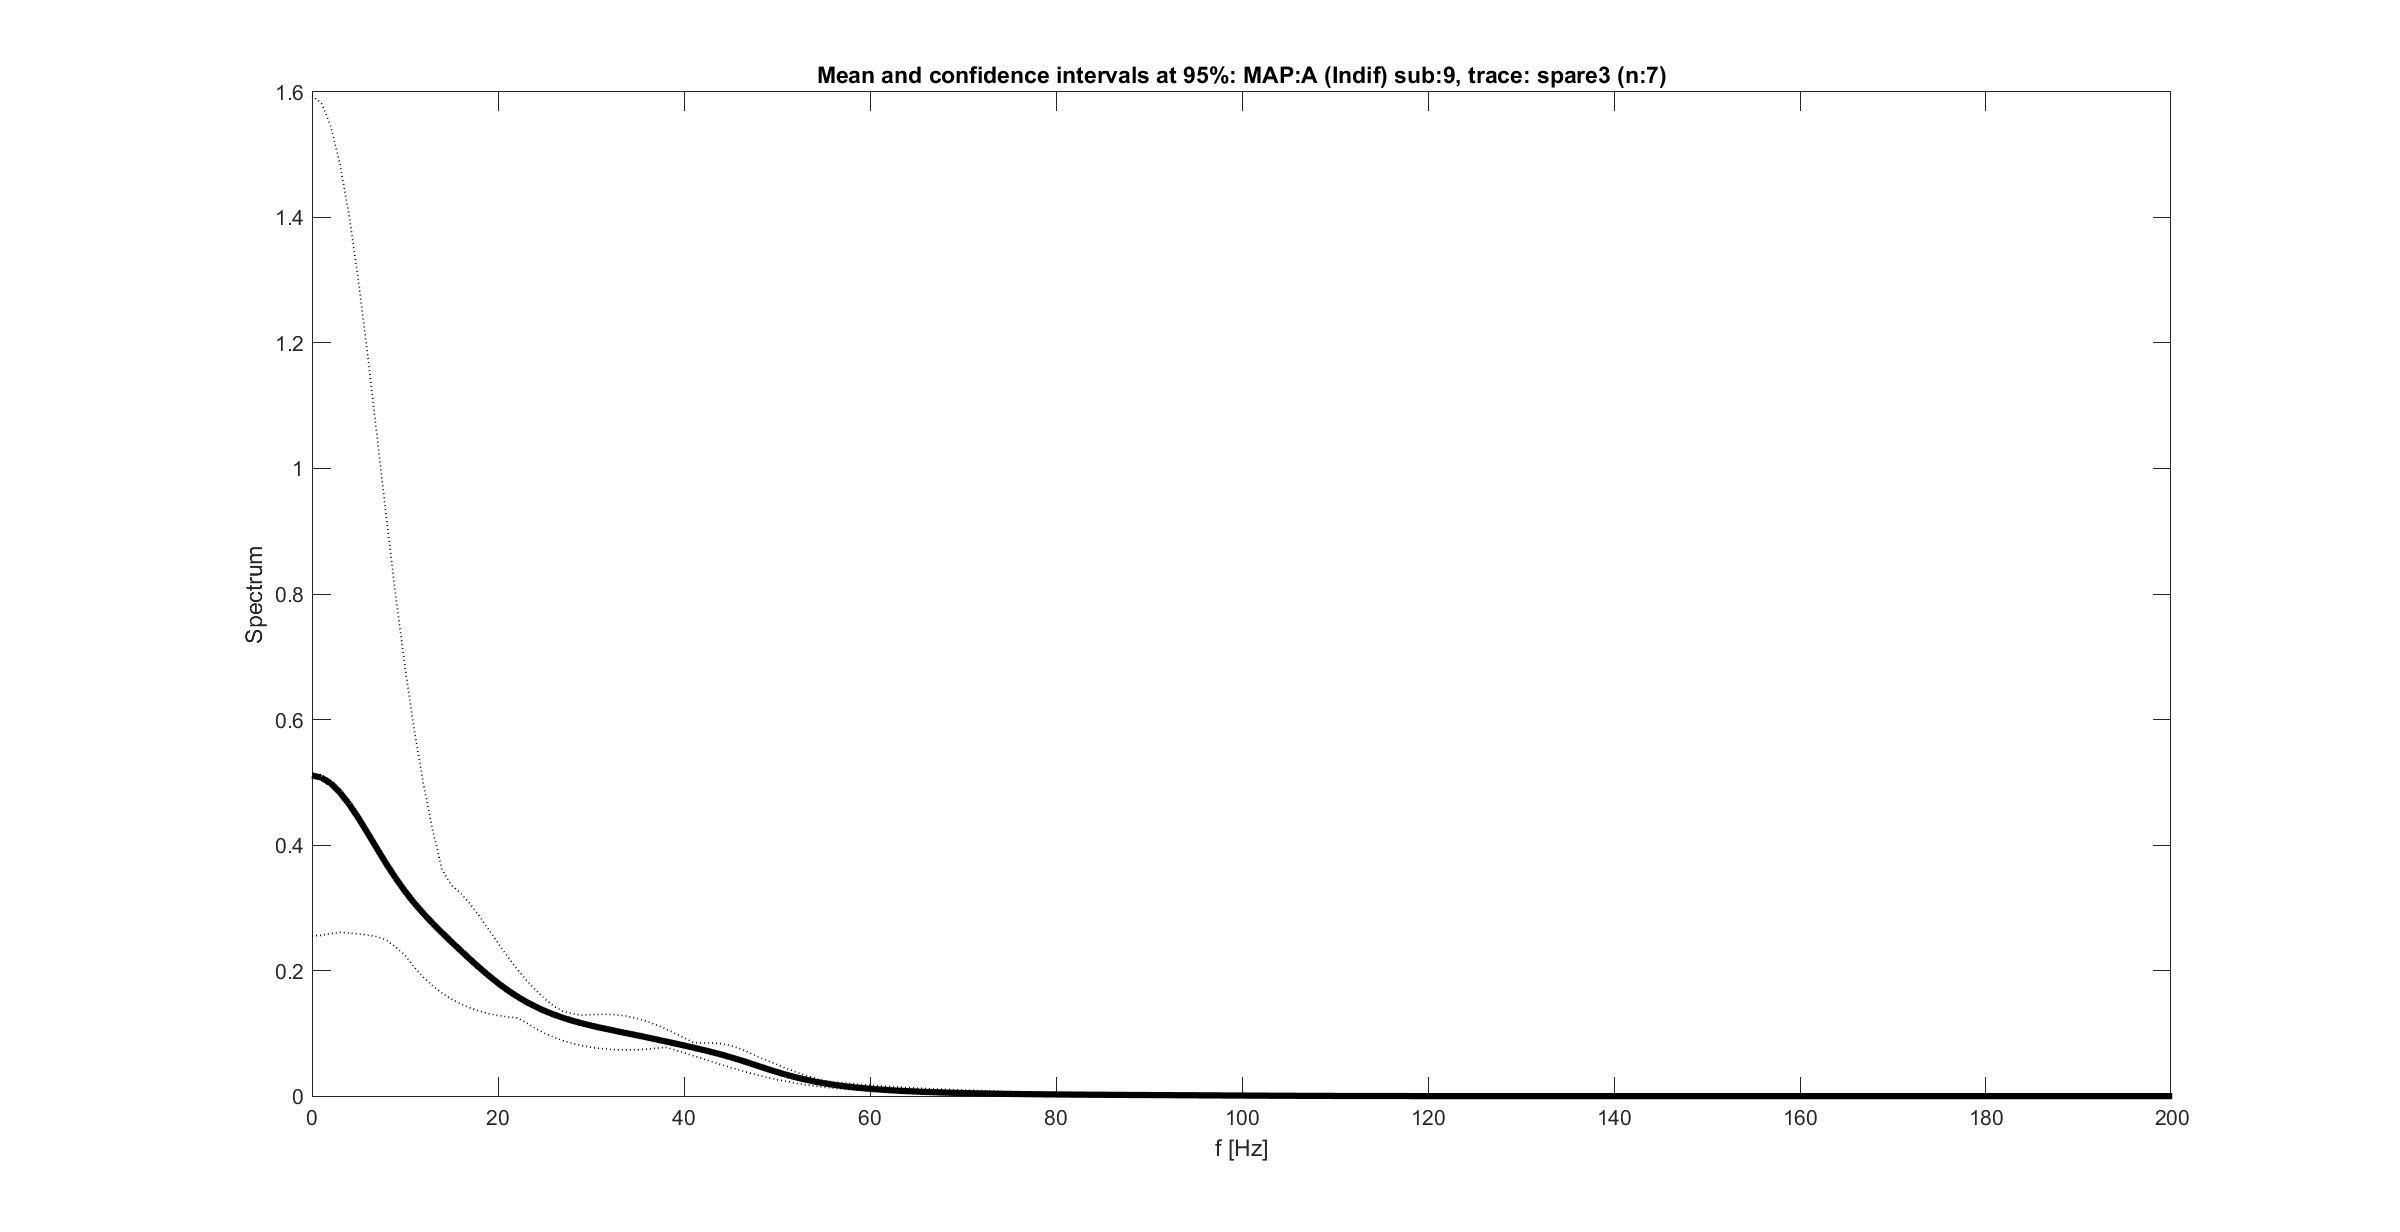 Mean and confidence intervals at 95%: MAP:A (Indif) sub:9, trace: spare3 (n:7)
1.6
1.4
1.2
1
0.8
0.6
0.4
0.2
0
Spectrum
0 20 40 60 80 100 120 140 160 180 200
f [Hz]